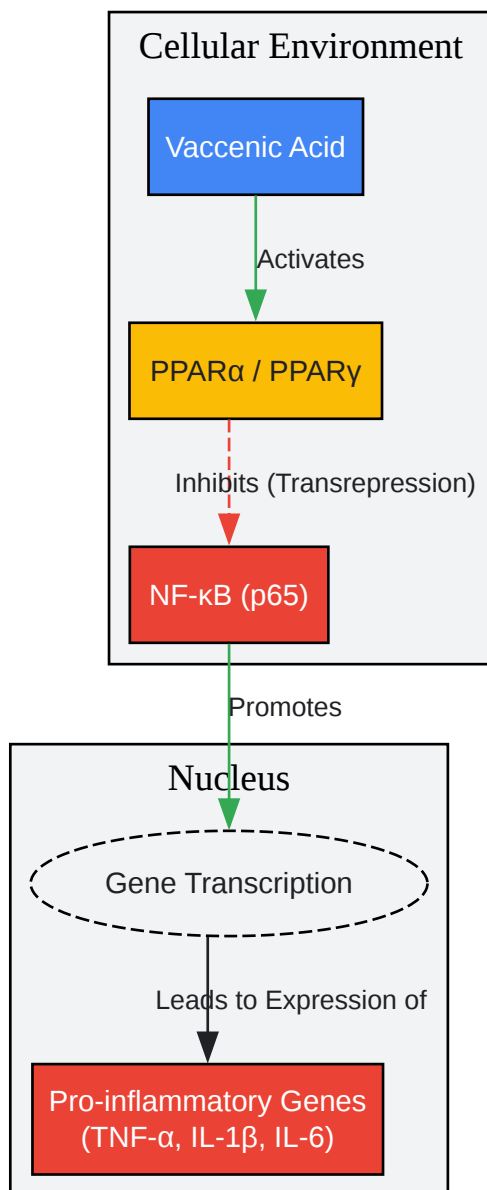 Cellular Environment
Vaccenic Acid
Activates
PPARα / PPARγ
Inhibits (Transrepression)
NF-κB (p65)
Promotes
Nucleus
Gene Transcription
Leads to Expression of
Pro-inflammatory Genes
(TNF-α, IL-1β, IL-6)